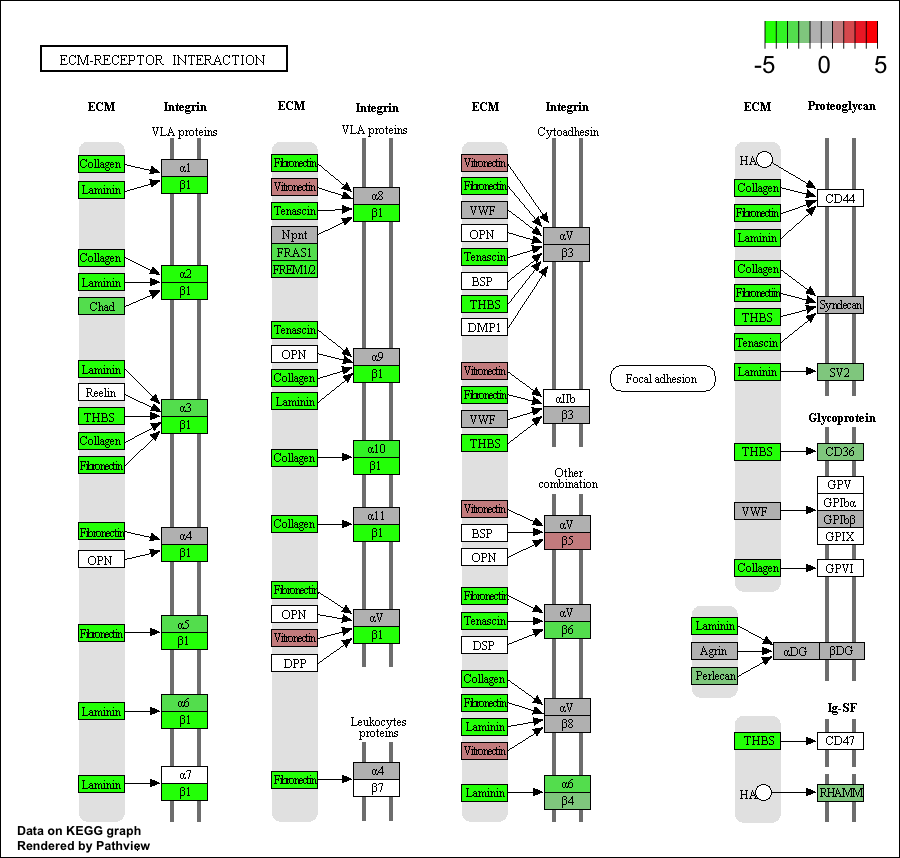 ECM-RECEPTOR INTERACTION
-5 0 5
ECM Integrin
VLA proteins
Collagen
Laminin
α1
β1
Collagen
Laminin
Chad
α2
β1
Laminin
Reelin
THBS
Collagen
Fibronectin
α3
β1
Fibronectin
OPN
α4
β1
Fibronectin
α5
β1
Laminin
α6
β1
Laminin
α7
β1
ECM Integrin
VLA proteins
Fibronectin
Vitronectin
Tenascin
Npnt
FRAS1
FREM1/2
α8
β1
Tenascin
OPN
Collagen
Laminin
α9
β1
Collagen
α10
β1
Collagen
α11
β1
Fibronectin
OPN
Vitronectin
DPP
αV
β1
Leukocytes
proteins
Fibronectin
α4
β7
ECM Integrin
Cytoadhesin
Vitronectin
Fibronectin
VWF
OPN
Tenascin
BSP
THBS
DMP1
αV
β3
Vitronectin
Fibronectin
VWF
THBS
αIIb
β3
Other
combination
Vitronectin
BSP
OPN
αV
β5
Fibronectin
Tenascin
DSP
αV
β6
Collagen
Fibronectin
Laminin
Vitronectin
αV
β8
Laminin
α6
β4
Focal adhesion
ECM Proteoglycan
HA
Collagen
Fibronectin
Laminin
CD44
Collagen
Fibronectin
THBS
Tenascin
Syndecan
Laminin
SV2
Glycoprotein
THBS
CD36
VWF
GPV
GPIbα
GPIbβ
GPIX
Collagen
GPVI
Laminin
Agrin
Perlecan
αDG
βDG
Ig-SF
THBS
CD47
HA
RHAMM
Data on KEGG graph
Rendered by Pathview